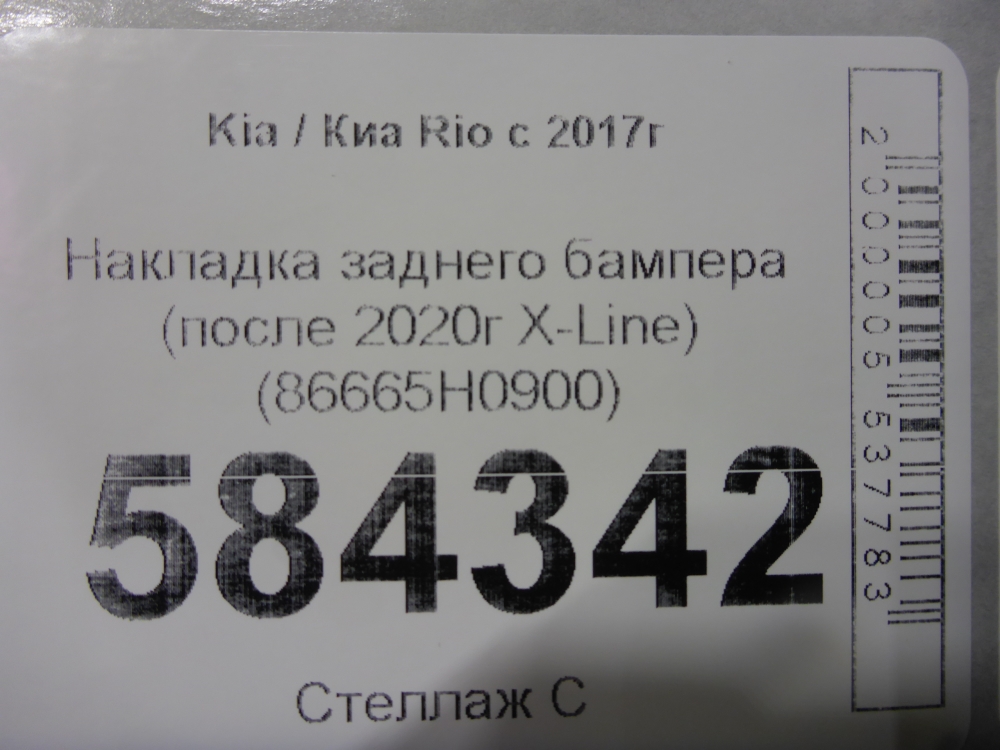 Kia / Киа Rio с 2017г
Накладка заднего бампера
(после 2020г X-Line)
(86665H0900)
584342
Стеллаж С
2000005537783